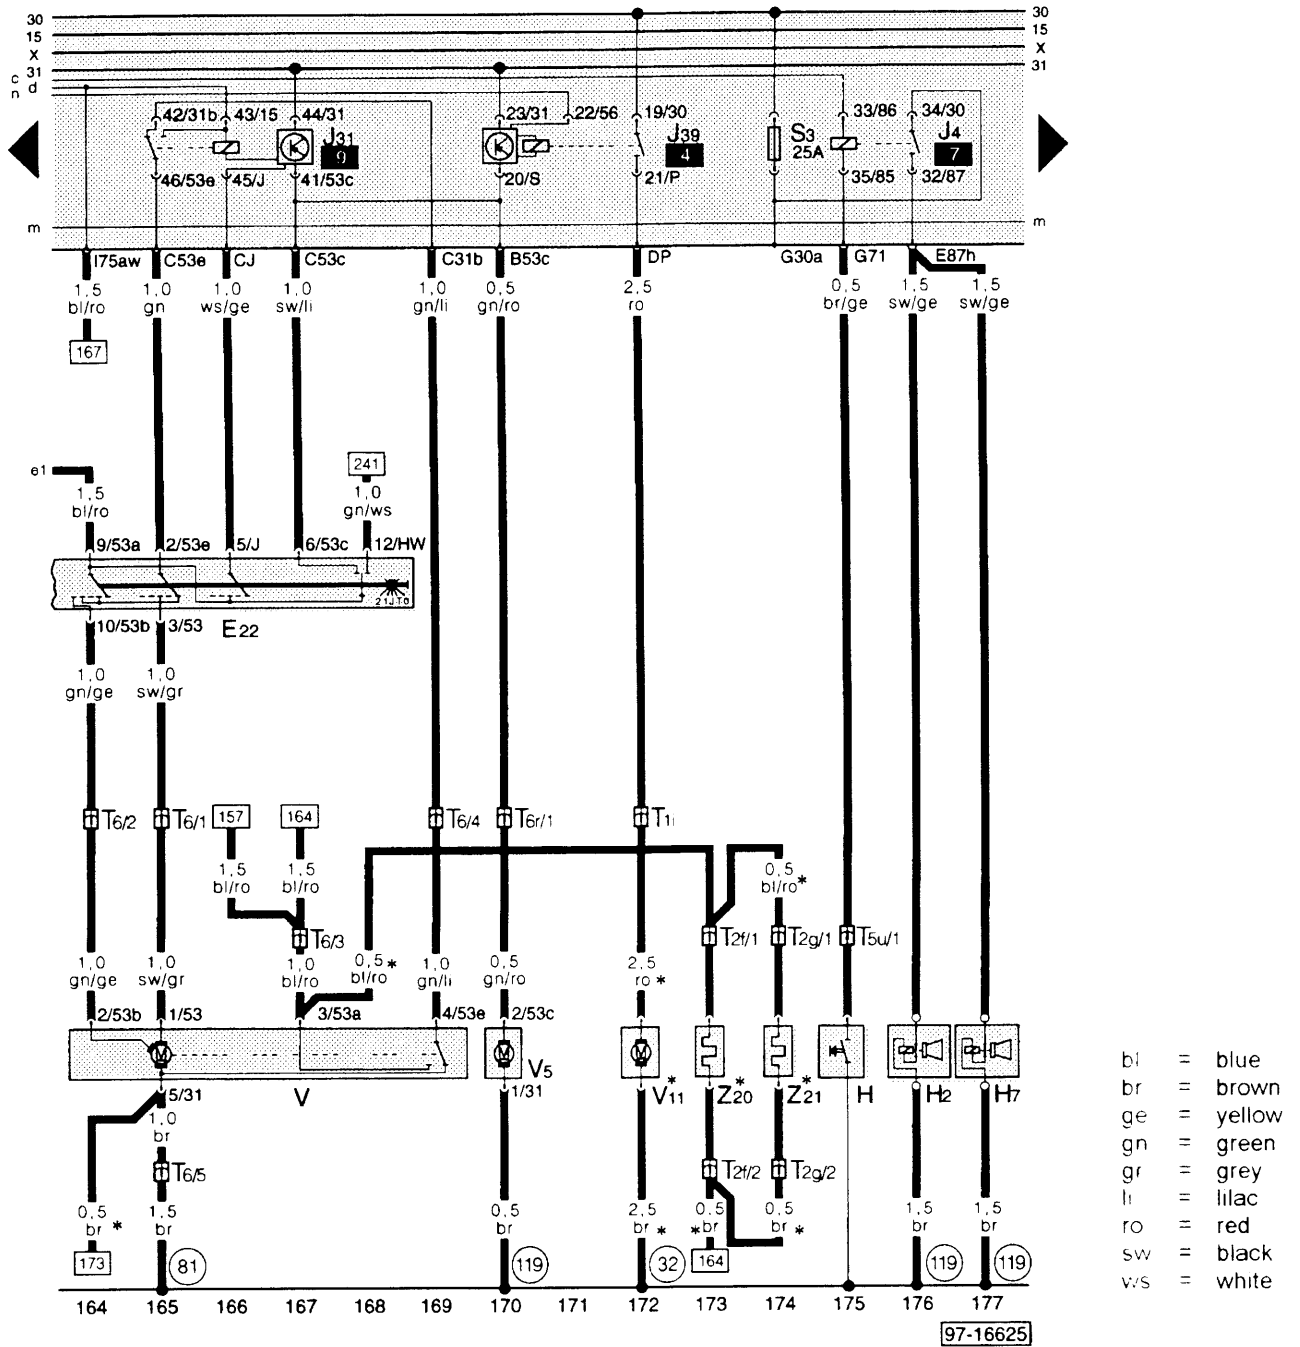 30 30
15 15
X X
31 31
c
d
n
42/31b 43/15 44/31 23/31 22/56 19/30 33/86 34/30
J31 J39 S3 J4
9 4 25A 7
46/53e 45/J 41/53c 20/S 21/P 35/85 32/87
m m
I75aw C53e CJ C53c C31b B53c DP G30a G71 E87h
1,5 1,0 1,0 1,0 1,0 0,5 2,5 0,5 1,5 1,5
bl/ro gn ws/ge sw/li gn/li gn/ro ro br/ge sw/ge sw/ge
167
e1 241
1,5 1,0
bl/ro gn/ws
9/53a 2/53e 5/J 6/53c 12/HW
21JT0
10/53b 3/53 E22
1,0 1,0
gn/ge sw/gr
T6/2 T6/1 157 164 T6/4 T6r/1 T1i
1,5 1,5 0,5
bl/ro bl/ro bl/ro*
T6/3 T2f/1 T2g/1 T5u/1
1,0 1,0 1,0 0,5* 1,0 0,5 2,5
gn/ge sw/gr bl/ro bl/ro gn/li gn/ro ro*
2/53b 1/53 3/53a 4/53e 2/53c
M M M
V5
5/31 V 1/31 V11* Z20* Z21* H H2 H7
1,0
br
T6/5 T2f/2 T2g/2
0,5 1,5 0,5 2,5 0,5 0,5 1,5 1,5
br * br br br * * br br * br br
173 81 119 32 164 119 119
164 165 166 167 168 169 170 171 172 173 174 175 176 177
97-16625
bl = blue
br = brown
ge = yellow
gn = green
gr = grey
li = lilac
ro = red
sw = black
ws = white